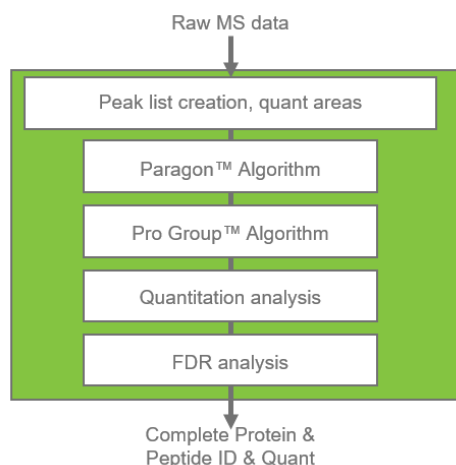 Raw MS data
Peak list creation, quant areas
Paragon™ Algorithm
Pro Group™ Algorithm
Quantitation analysis
FDR analysis
Complete Protein &
Peptide ID & Quant